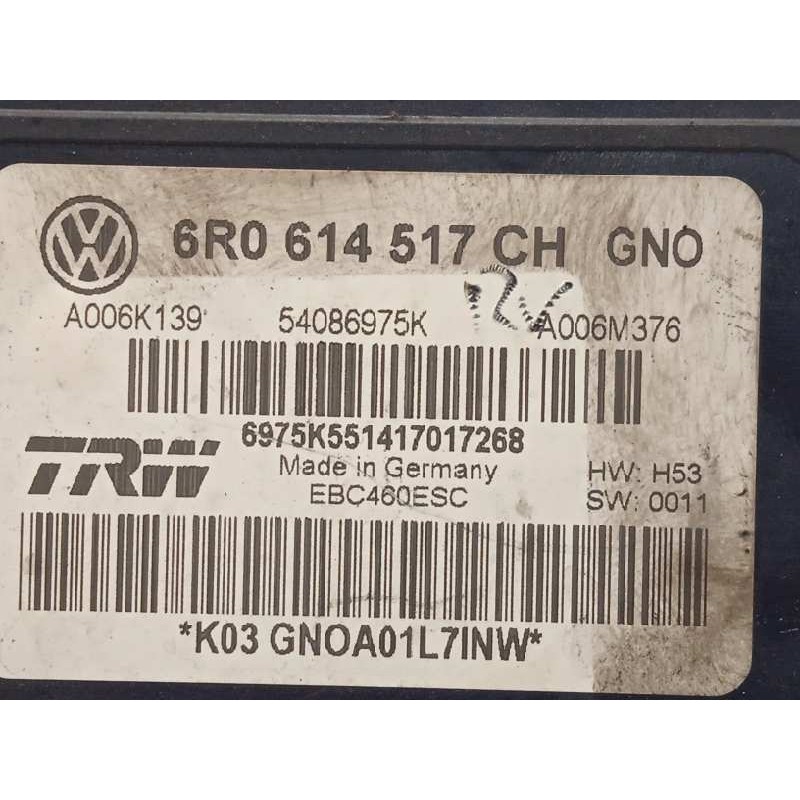 6R0 614 517 CH GNO
A006K139 54086975K A006M376
6975K551417017268
TRW
Made in Germany HW: H53
EBC460ESC SW: 0011
*K03 GNOA01L7INW*